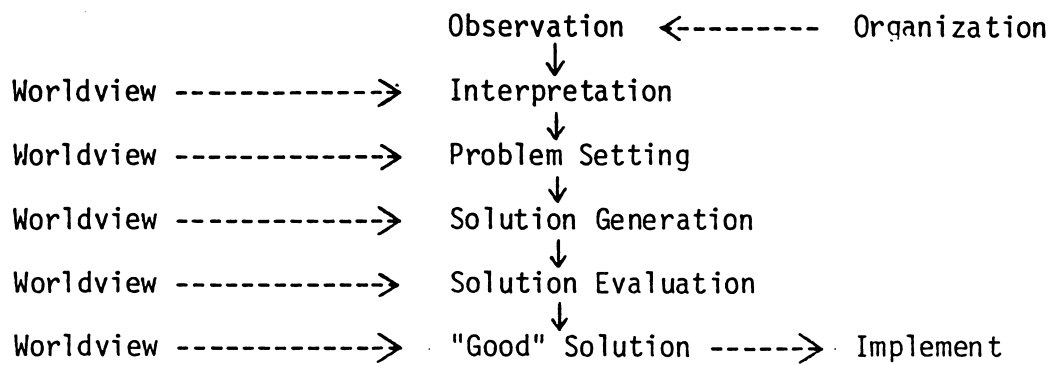 Observation <--------- Organization
Worldview -------------> Interpretation
Worldview -------------> Problem Setting
Worldview -------------> Solution Generation
Worldview -------------> Solution Evaluation
Worldview -------------> "Good" Solution ------> Implement